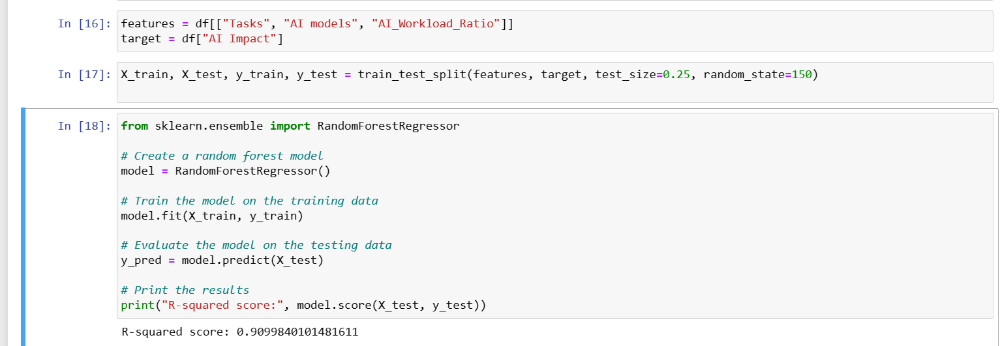 In [16]: features = df[["Tasks", "AI models", "AI_Workload_Ratio"]]
target = df["AI Impact"]
In [17]: X_train, X_test, y_train, y_test = train_test_split(features, target, test_size=0.25, random_state=150)
In [18]: from sklearn.ensemble import RandomForestRegressor
# Create a random forest model
model = RandomForestRegressor()
# Train the model on the training data
model.fit(X_train, y_train)
# Evaluate the model on the testing data
y_pred = model.predict(X_test)
# Print the results
print("R-squared score:", model.score(X_test, y_test))
R-squared score: 0.9099840101481611